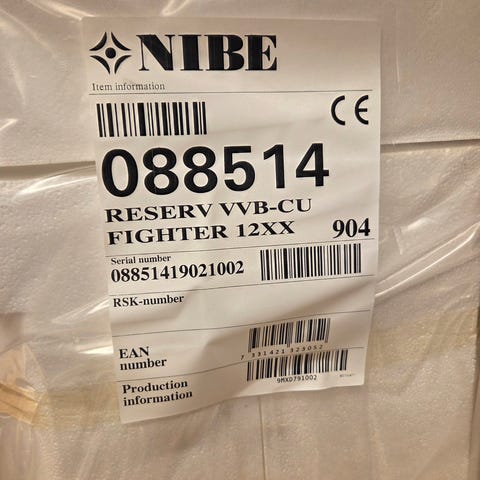 NIBE
Item information
CE
088514
RESERV VVB-CU
FIGHTER 12XX 904
Serial number
08851419021002
RSK-number
EAN
number
7 331421 323052
Production
information
9MXD791002